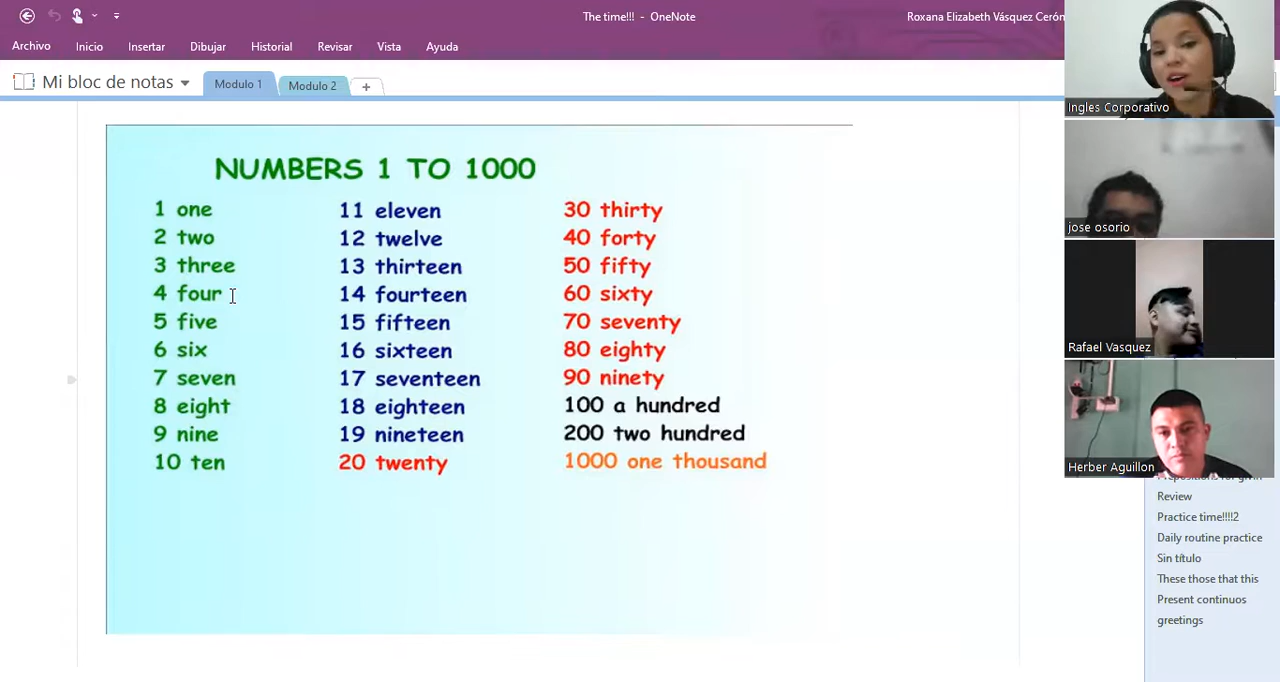 The time!!! - OneNote
Roxana Elizabeth Vásquez Cerón
Archivo Inicio Insertar Dibujar Historial Revisar Vista Ayuda
Mi bloc de notas Modulo 1 Modulo 2 +
NUMBERS 1 TO 1000
1 one 11 eleven 30 thirty
2 two 12 twelve 40 forty
3 three 13 thirteen 50 fifty
4 four 14 fourteen 60 sixty
5 five 15 fifteen 70 seventy
6 six 16 sixteen 80 eighty
7 seven 17 seventeen 90 ninety
8 eight 18 eighteen 100 a hundred
9 nine 19 nineteen 200 two hundred
10 ten 20 twenty 1000 one thousand
Ingles Corporativo
jose osorio
Rafael Vasquez
Herber Aguillon
Review
Practice time!!!!2
Daily routine practice
Sin título
These those that this
Present continuos
greetings